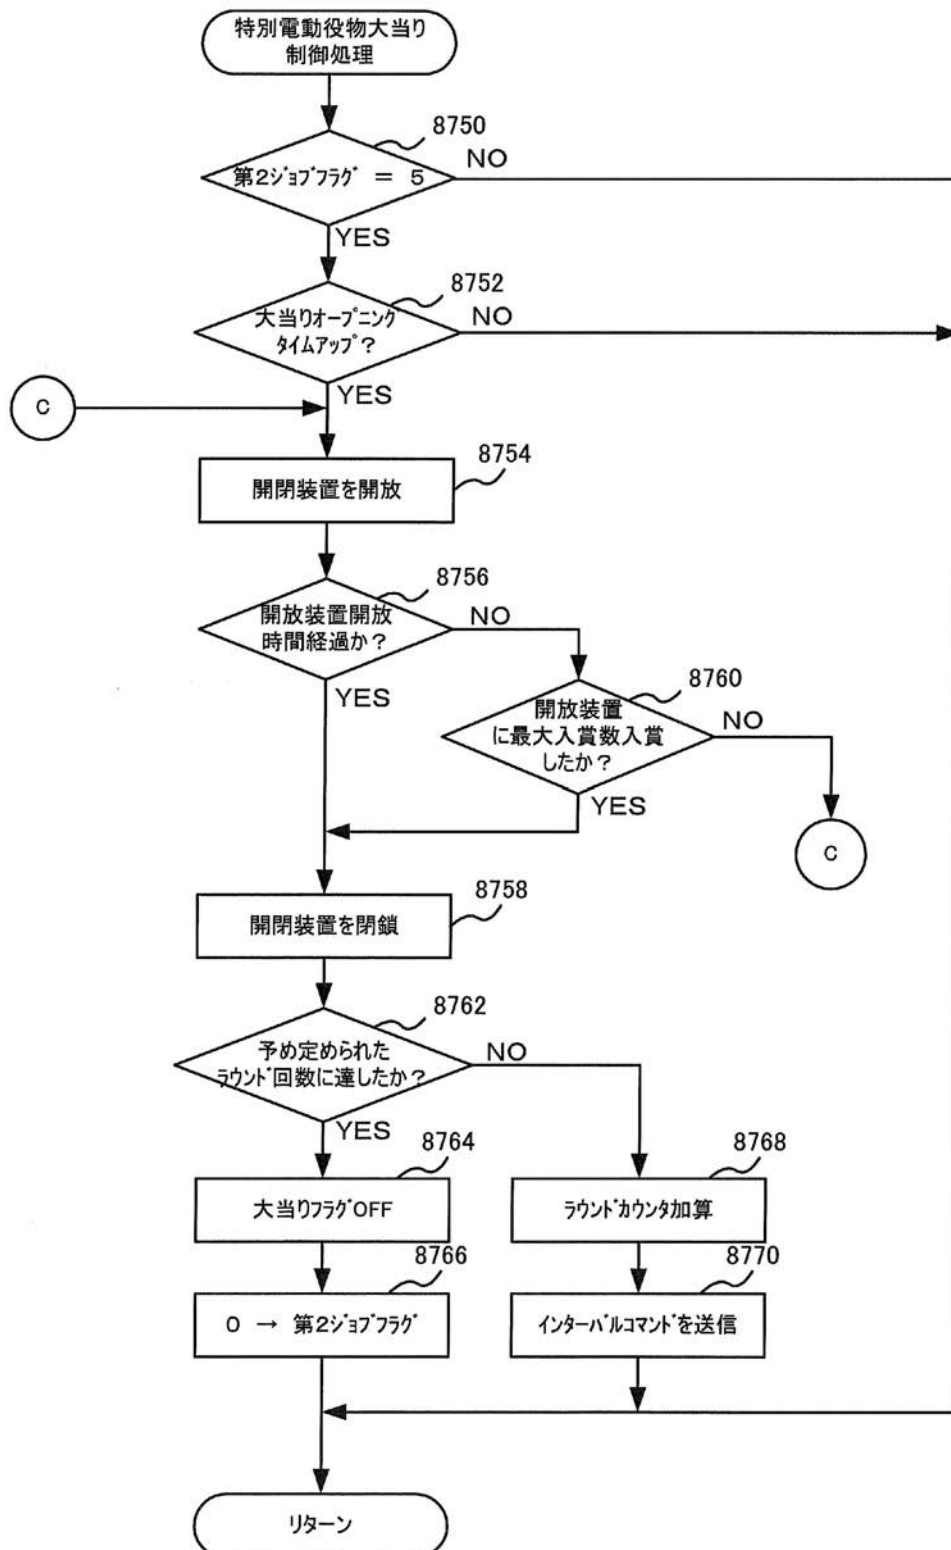 特別電動役物大当り
制御処理
8750
第2ジョブフラグ = 5
NO
YES
8752
大当りオープニング
タイムアップ?
NO
YES
C
8754
開閉装置を開放
8756
開放装置開放
時間経過か?
NO
YES
8760
開放装置
に最大入賞数入賞
したか?
NO
YES
C
8758
開閉装置を閉鎖
8762
予め定められた
ラウンド回数に達したか?
NO
YES
8764
大当りフラグOFF
8768
ラウンドカウンタ加算
8766
0 → 第2ジョブフラグ
8770
インターバルコマンドを送信
リターン